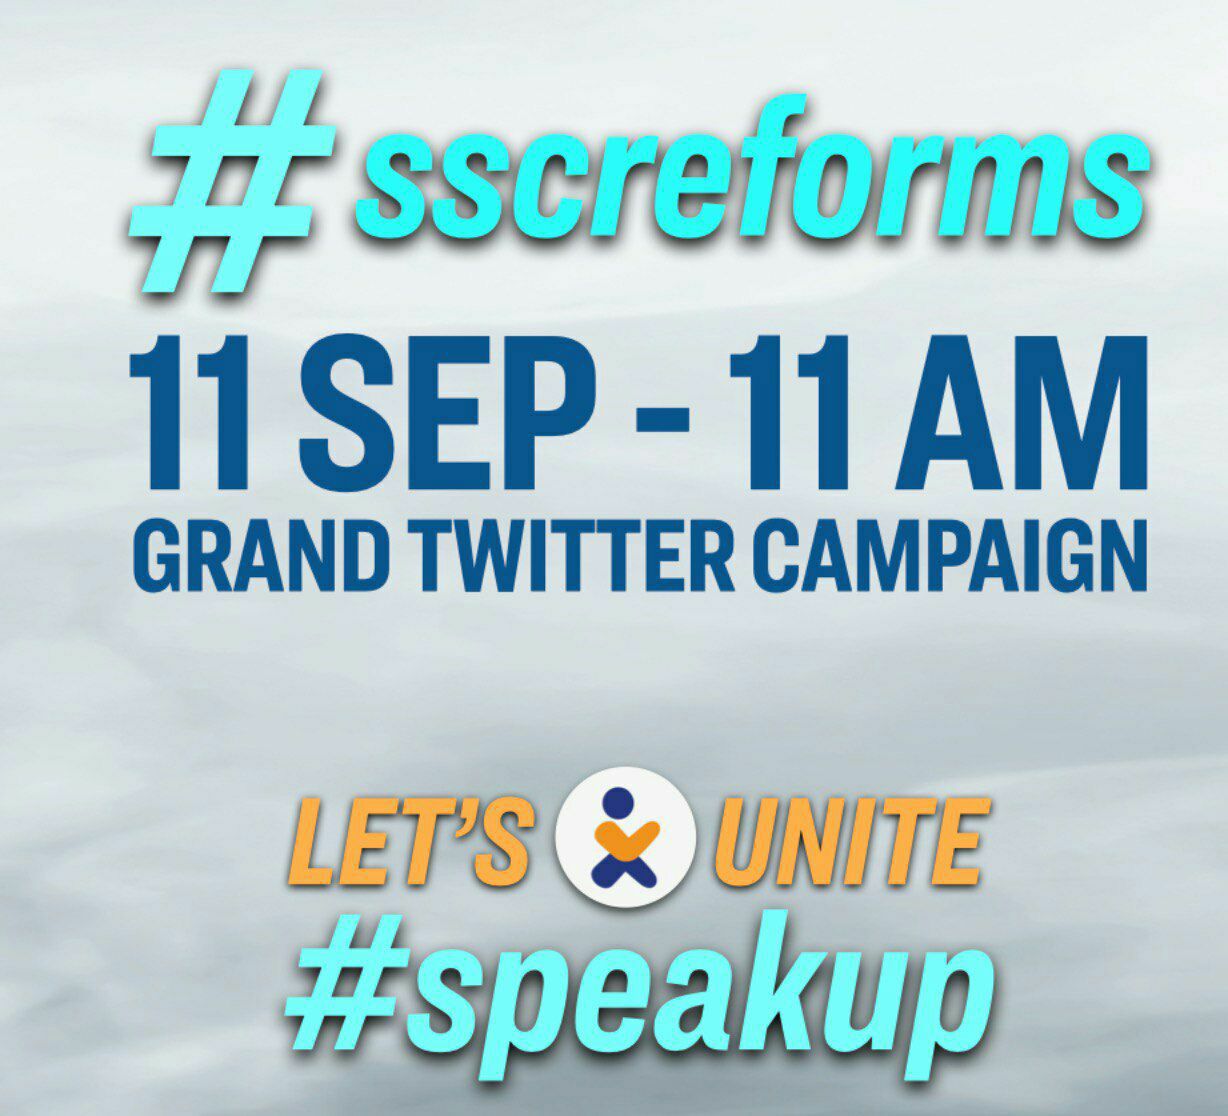 #sscreforms
11 SEP - 11 AM
GRAND TWITTER CAMPAIGN
LET'S UNITE
#speakup